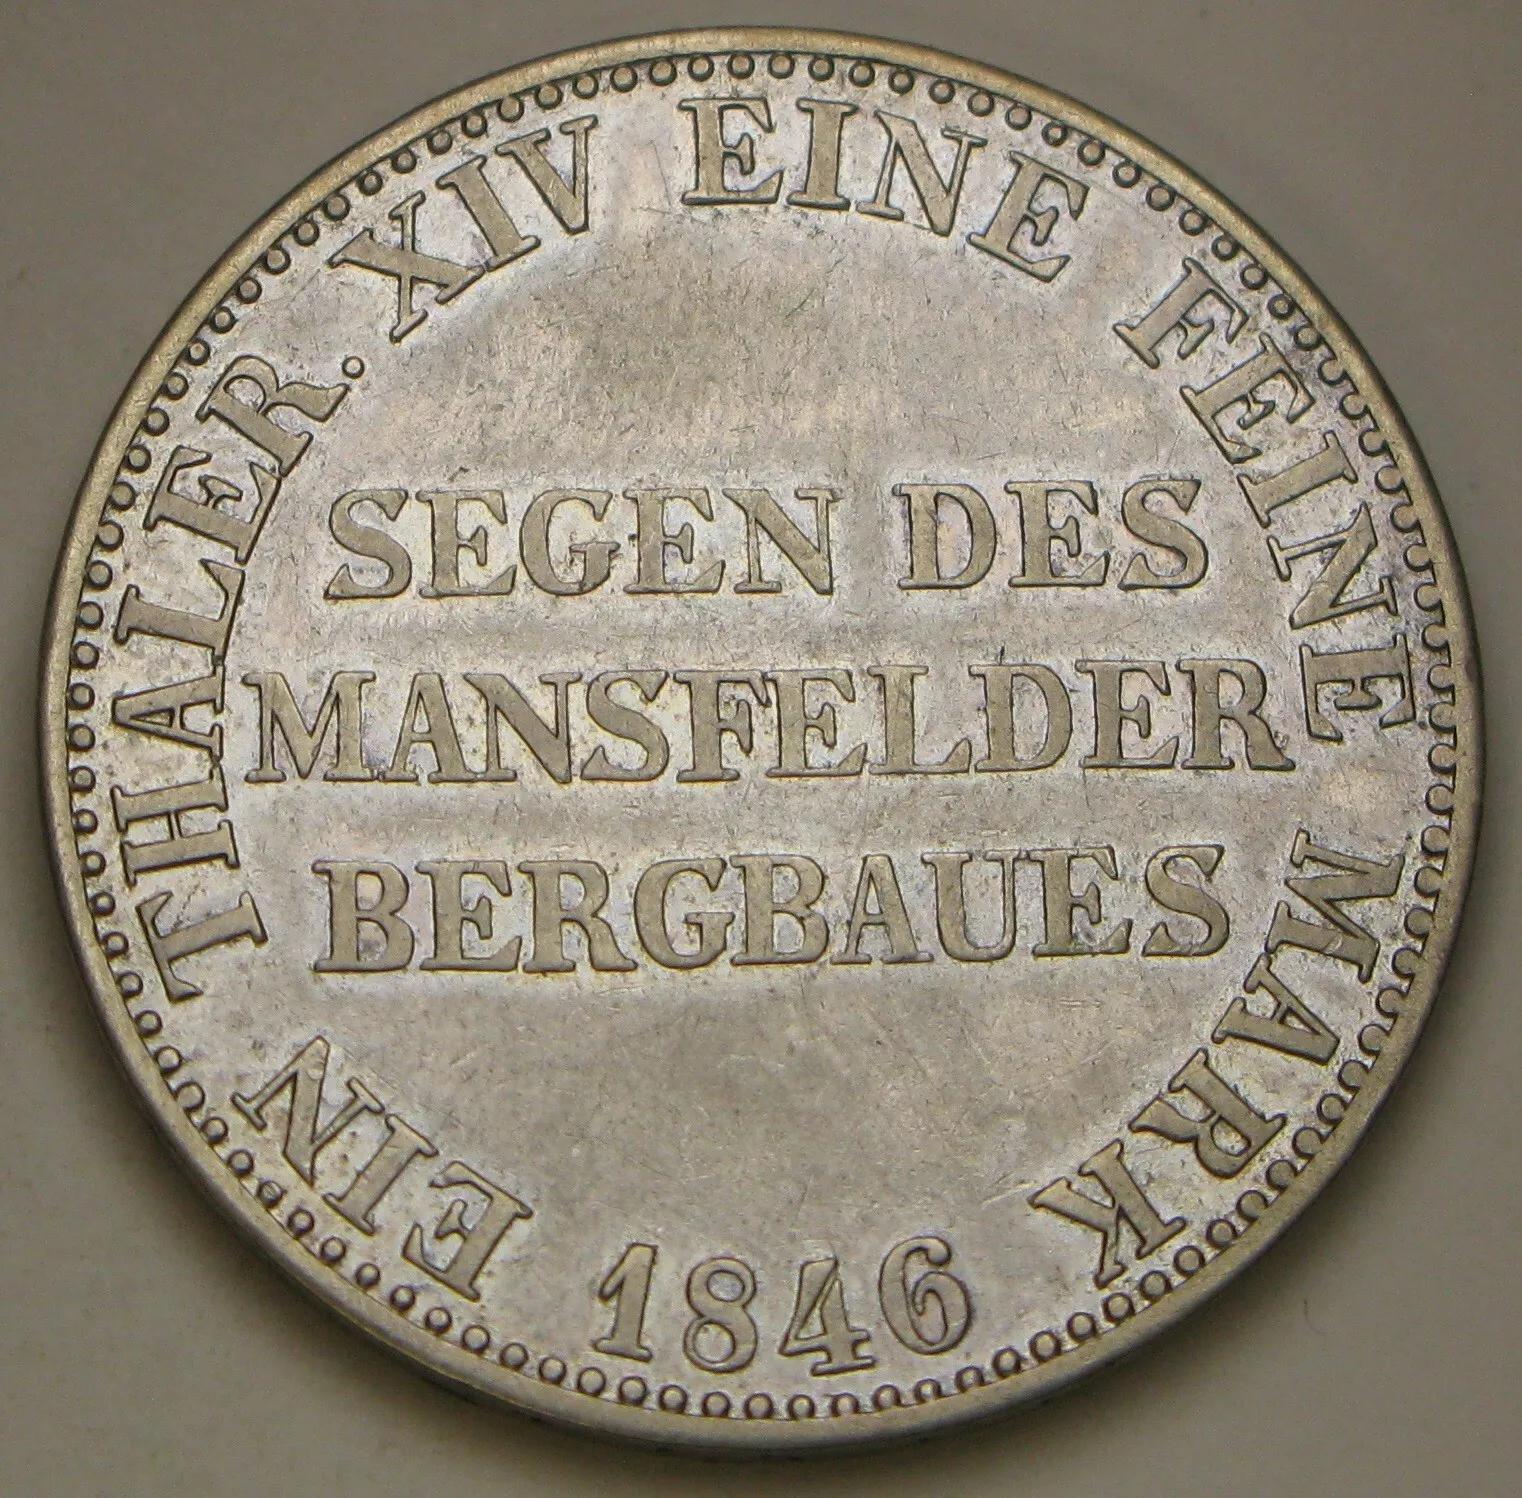 EIN THALER. XIV EINE FEINE MARK
SEGEN DES
MANSFELDER
BERGBAUES
1846